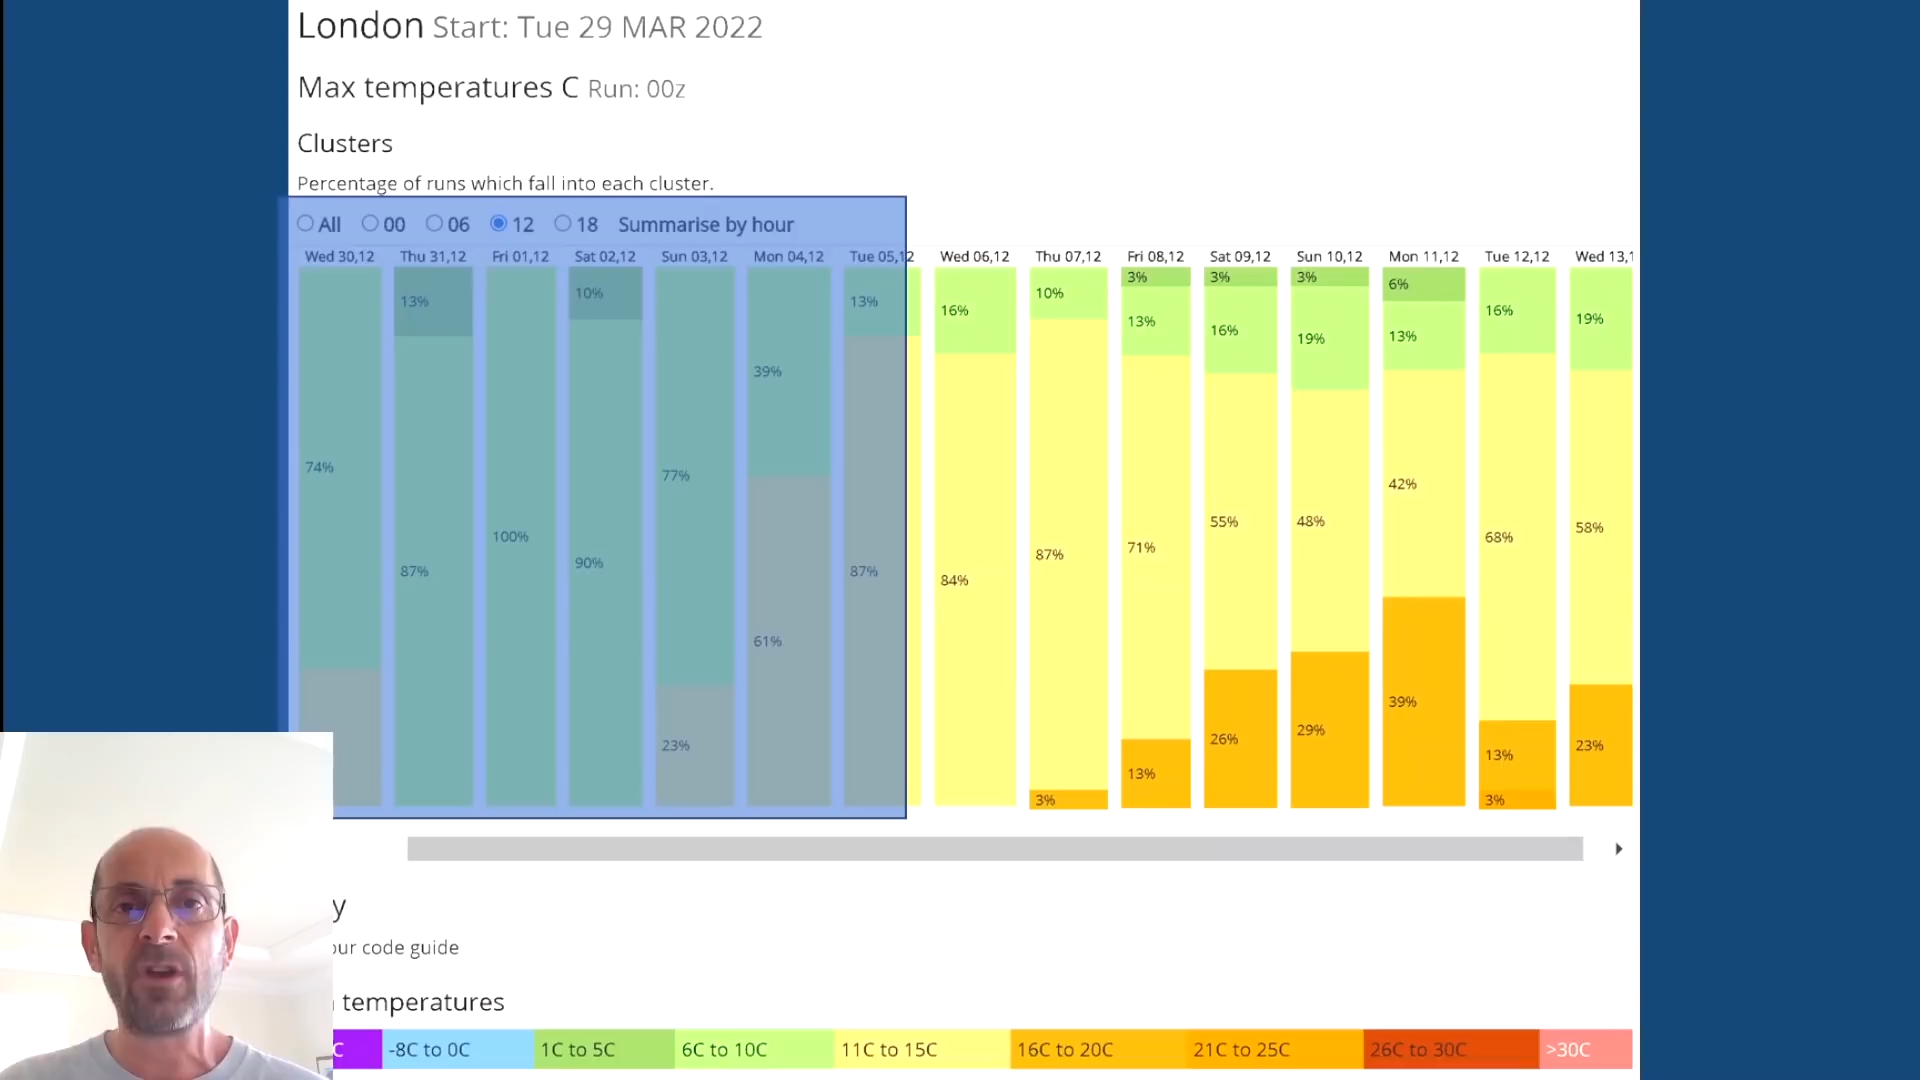 London Start: Tue 29 MAR 2022
Max temperatures C Run: 00z
Clusters
Percentage of runs which fall into each cluster.
All 00 06 12 18 Summarise by hour
Wed 30,12 Thu 31,12 Fri 01,12 Sat 02,12 Sun 03,12 Mon 04,12 Tue 05,12 Wed 06,12 Thu 07,12 Fri 08,12 Sat 09,12 Sun 10,12 Mon 11,12 Tue 12,12 Wed 13,1
74%
13% 87%
100%
10% 90%
77% 23%
39% 61%
13% 87%
16% 84%
10% 87% 3%
3% 13% 71% 13%
3% 16% 55% 26%
3% 19% 48% 29%
6% 13% 42% 39%
16% 68% 13% 3%
19% 58% 23%
y
our code guide
temperatures
C -8C to 0C 1C to 5C 6C to 10C 11C to 15C 16C to 20C 21C to 25C 26C to 30C >30C